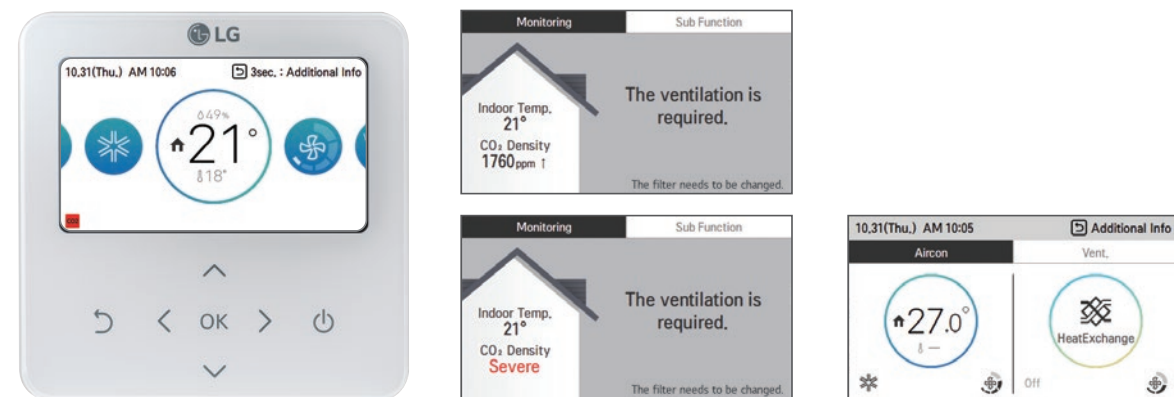 LG
10.31(Thu.) AM 10:06 3sec. : Additional Info
49%
21°
18°
Monitoring Sub Function
Indoor Temp.
21°
CO₂ Density
1760ppm ↑
The ventilation is
required.
The filter needs to be changed.
Monitoring Sub Function
Indoor Temp.
21°
CO₂ Density
Severe
The ventilation is
required.
The filter needs to be changed.
10.31(Thu.) AM 10:05 Additional Info
Aircon Vent.
27.0°
HeatExchange
Off
OK